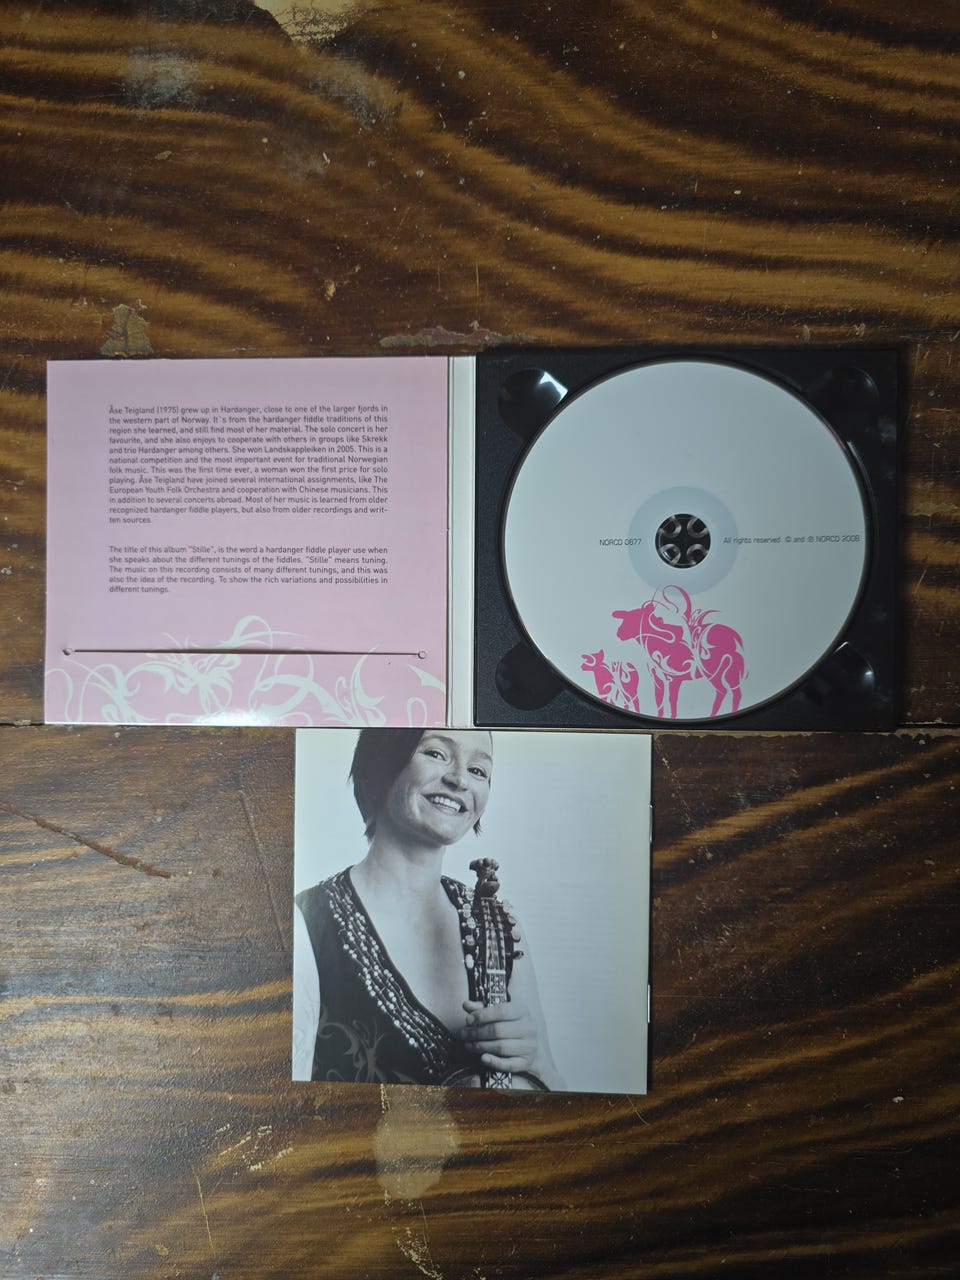 Åse Teigland (1975) grew up in Hardanger, close to one of the larger fjords in
the western part of Norway. It`s from the hardanger fiddle traditions of this
region she learned, and still find most of her material. The solo concert is her
favourite, and she also enjoys to cooperate with others in groups like Skrekk
and trio Hardanger among others. She won Landskappleiken in 2005. This is a
national competition and the most important event for traditional Norwegian
folk music. This was the first time ever, a woman won the first price for solo
playing. Åse Teigland have joined several international assignments, like The
European Youth Folk Orchestra and cooperation with Chinese musicians. This
in addition to several concerts abroad. Most of her music is learned from older
recognized hardanger fiddle players, but also from older recordings and writ-
ten sources.
The title of this album "Stille", is the word a hardanger fiddle player use when
she speaks about the different tunings of the fiddles. "Stille" means tuning.
The music on this recording consists of many different tunings, and this was
also the idea of the recording. To show the rich variations and possibilities in
different tunings.
NORCD 0877
All rights reserved. © and ℗ NORCD 2008